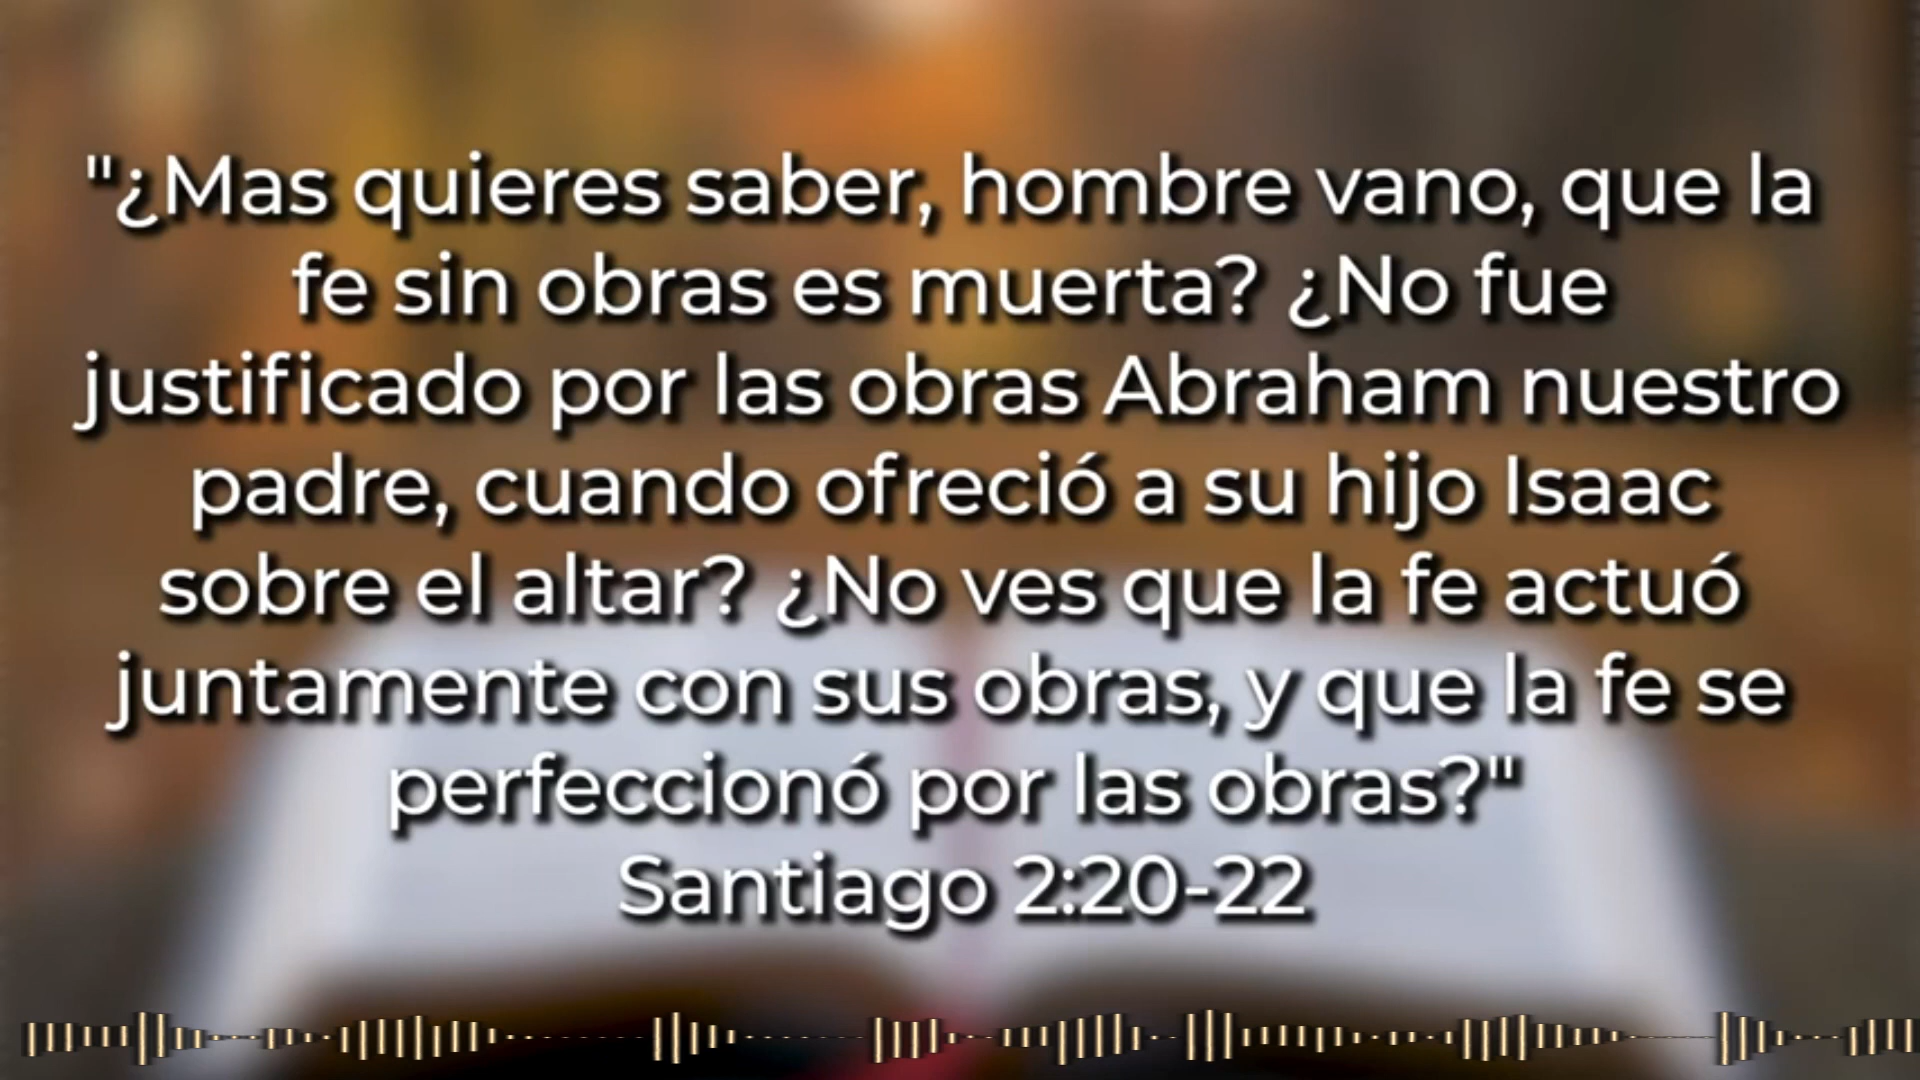 "¿Mas quieres saber, hombre vano, que la
fe sin obras es muerta? ¿No fue
justificado por las obras Abraham nuestro
padre, cuando ofreció a su hijo Isaac
sobre el altar? ¿No ves que la fe actuó
juntamente con sus obras, y que la fe se
perfeccionó por las obras?"
Santiago 2:20-22